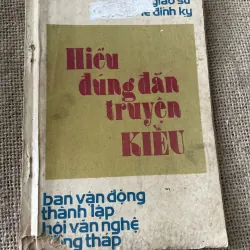 giáo sư
lê đình kỵ
Hiểu
đúng đắn
truyện
KIỀU
ban vận động
thành lập
hội văn nghệ
đồng tháp